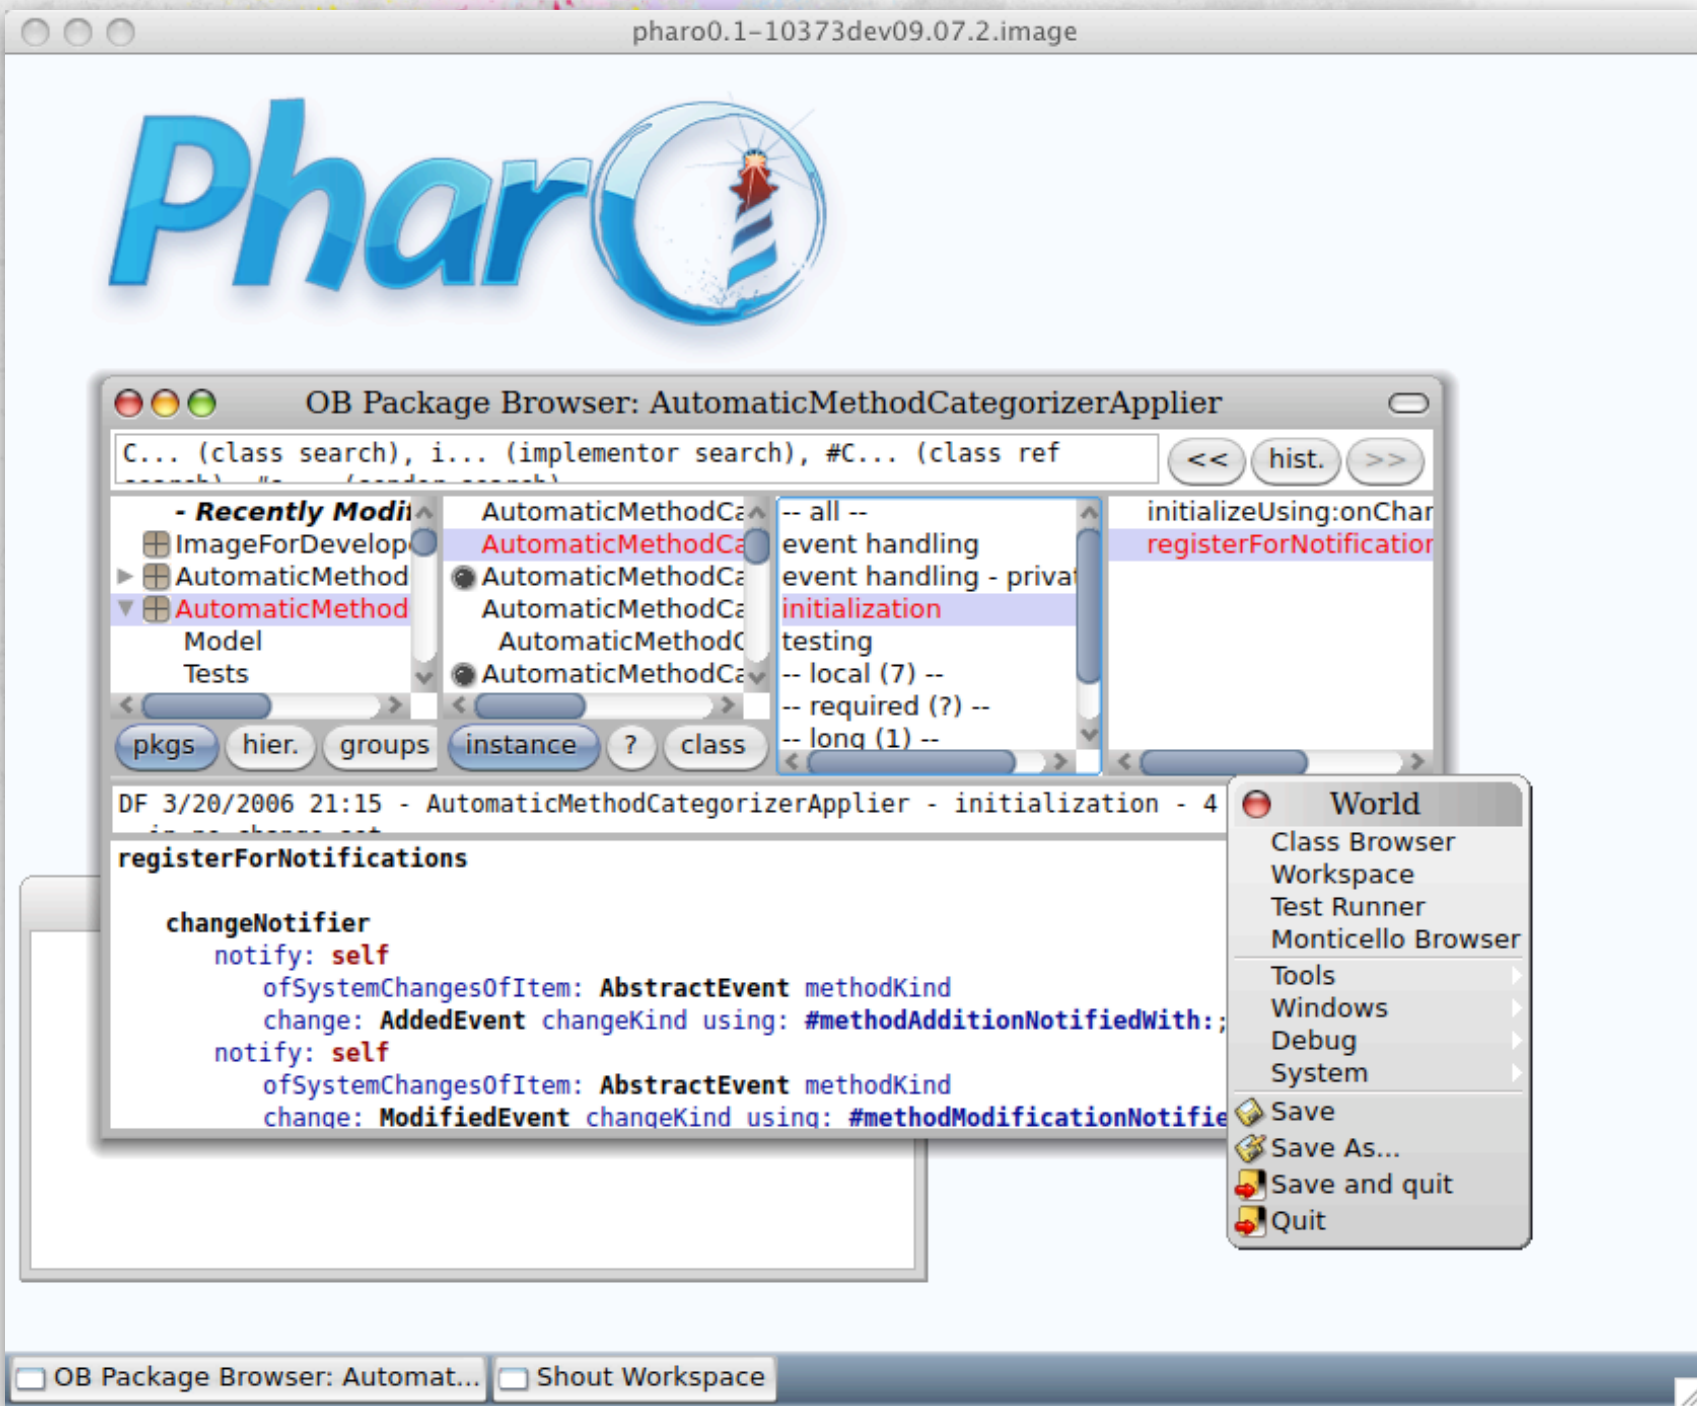 pharo0.1-10373dev09.07.2.image
Pharo
OB Package Browser: AutomaticMethodCategorizerApplier
C... (class search), i... (implementor search), #C... (class ref
<< hist. >>
- Recently Modif
ImageForDevelop
AutomaticMethod
AutomaticMethod
Model
Tests
pkgs hier. groups
AutomaticMethodCa
AutomaticMethodCa
AutomaticMethodCa
AutomaticMethodCa
AutomaticMethodC
AutomaticMethodCa
instance ? class
-- all --
event handling
event handling - privat
initialization
testing
-- local (7) --
-- required (?) --
-- long (1) --
initializeUsing:onChar
registerForNotification
DF 3/20/2006 21:15 - AutomaticMethodCategorizerApplier - initialization - 4
registerForNotifications
changeNotifier
notify: self
ofSystemChangesOfItem: AbstractEvent methodKind
change: AddedEvent changeKind using: #methodAdditionNotifiedWith:;
notify: self
ofSystemChangesOfItem: AbstractEvent methodKind
change: ModifiedEvent changeKind using: #methodModificationNotifie
World
Class Browser
Workspace
Test Runner
Monticello Browser
Tools
Windows
Debug
System
Save
Save As...
Save and quit
Quit
OB Package Browser: Automat... Shout Workspace